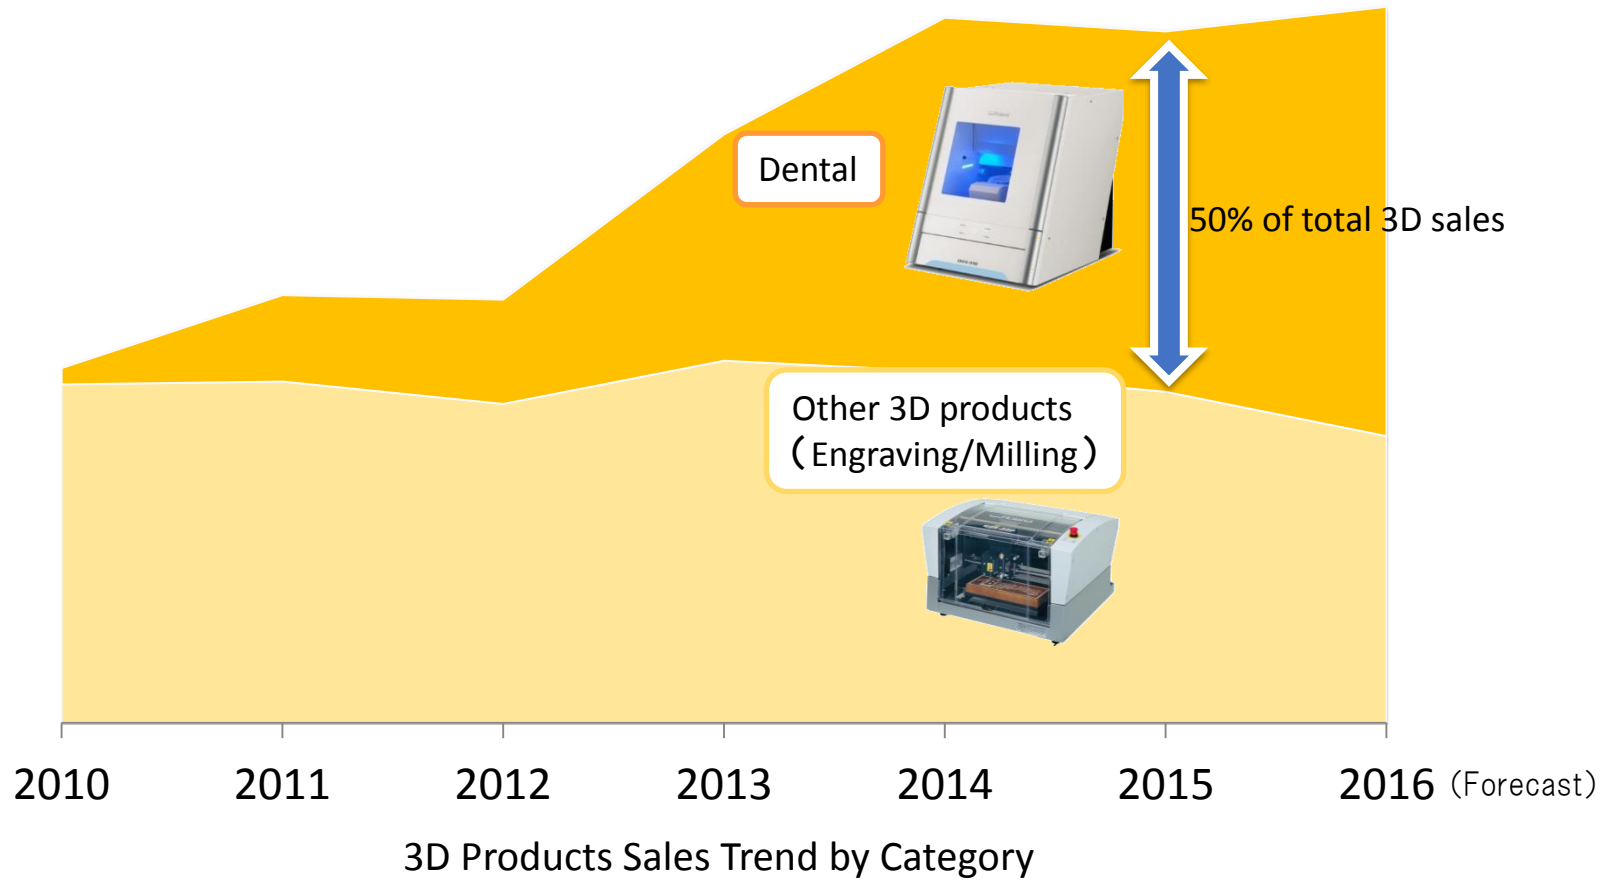 Dental
50% of total 3D sales
Other 3D products
（Engraving/Milling）
2010 2011 2012 2013 2014 2015 2016 (Forecast)
3D Products Sales Trend by Category